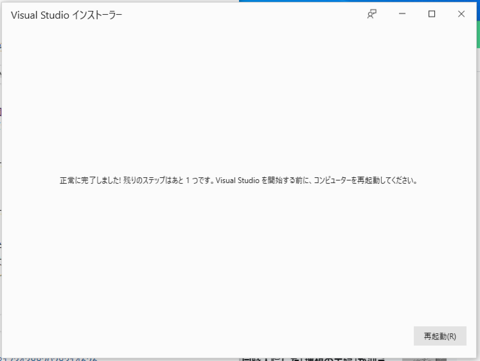 Visual Studio インストーラー
正常に完了しました! 残りのステップはあと 1 つです。Visual Studio を開始する前に、コンピューターを再起動してください。
再起動(R)